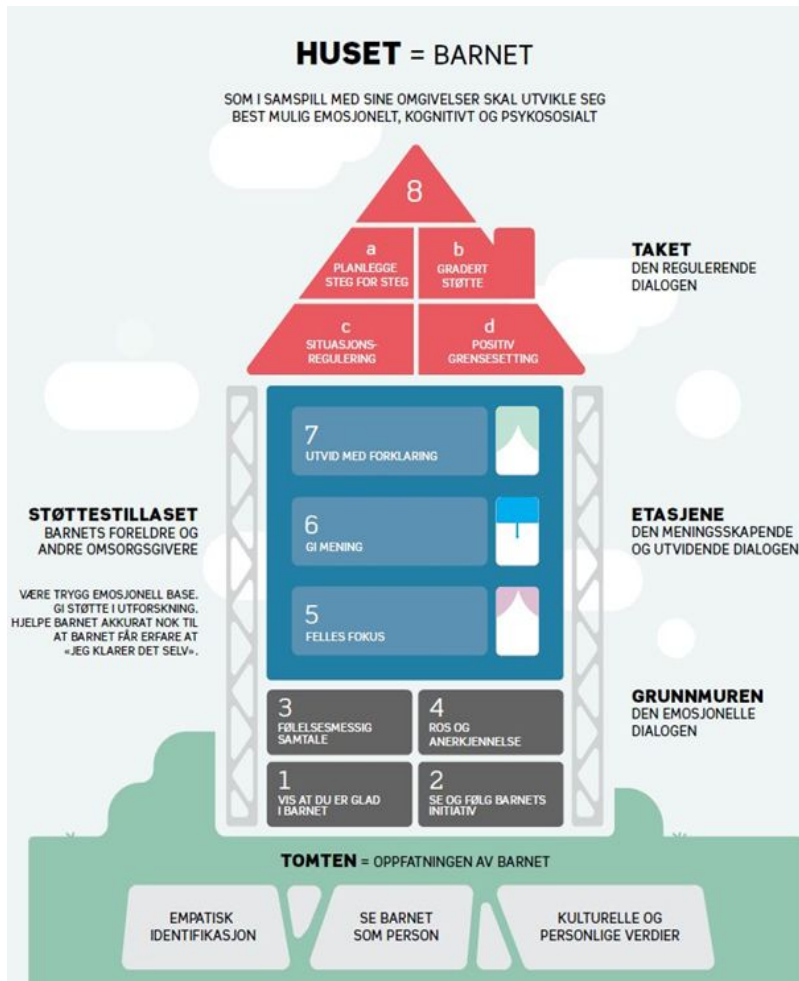 HUSET = BARNET
SOM I SAMSPILL MED SINE OMGIVELSER SKAL UTVIKLE SEG
BEST MULIG EMOSJONELT, KOGNITIVT OG PSYKOSOSIALT
8
a
PLANLEGGE
STEG FOR STEG
b
GRADERT
STØTTE
c
SITUASJONS-
REGULERING
d
POSITIV
GRENSESETTING
TAKET
DEN REGULERENDE
DIALOGEN
7
UTVID MED FORKLARING
6
GI MENING
5
FELLES FOKUS
STØTTESTILLASET
BARNETS FORELDRE OG
ANDRE OMSORGSGIVERE
VÆRE TRYGG EMOSJONELL BASE.
GI STØTTE I UTFORSKNING.
HJELPE BARNET AKKURAT NOK TIL
AT BARNET FÅR ERFARE AT
«JEG KLARER DET SELV».
ETASJENE
DEN MENINGSSKAPENDE
OG UTVIDENDE DIALOGEN
3
FØLELSESMESSIG
SAMTALE
4
ROS OG
ANERKJENNELSE
1
VIS AT DU ER GLAD
I BARNET
2
SE OG FØLG BARNETS
INITIATIV
GRUNNMUREN
DEN EMOSJONELLE
DIALOGEN
TOMTEN = OPPFATNINGEN AV BARNET
EMPATISK
IDENTIFIKASJON
SE BARNET
SOM PERSON
KULTURELLE OG
PERSONLIGE VERDIER